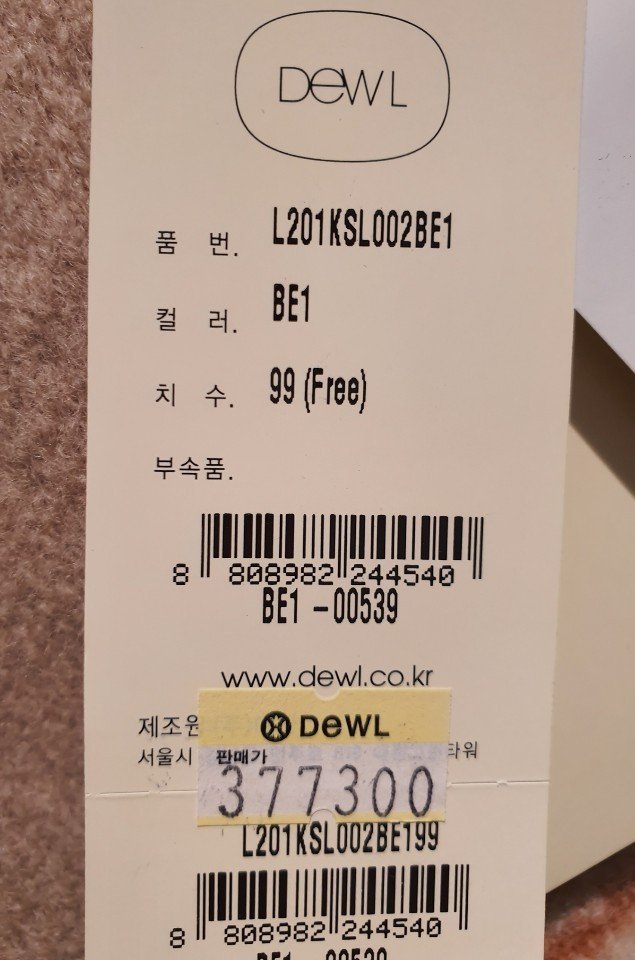 DEWL
품 번. L201KSL002BE1
컬 러. BE1
치 수. 99 (Free)
부속품.
8 808982 244540
BE1 -00539
www.dewl.co.kr
제조원
DEWL
서울시 타워
판매가
377300
L201KSL002BE199
8 808982 244540
BE1 -00539